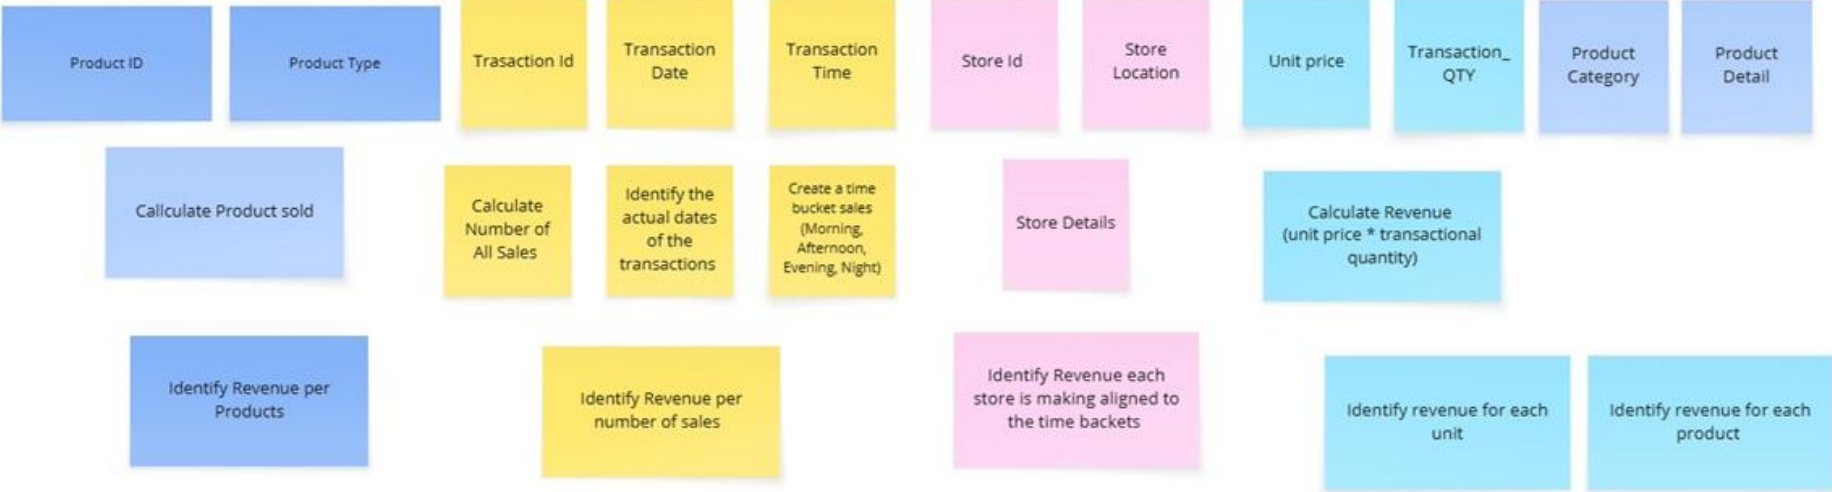 Product ID
Product Type
Trasaction Id
Transaction
Date
Transaction
Time
Store Id
Store
Location
Unit price
Transaction_
QTY
Product
Category
Product
Detail
Callculate Product sold
Calculate
Number of
All Sales
Identify the
actual dates
of the
transactions
Create a time
bucket sales
(Morning,
Afternoon,
Evening, Night)
Store Details
Calculate Revenue
(unit price * transactional
quantity)
Identify Revenue per
Products
Identify Revenue per
number of sales
Identify Revenue each
store is making aligned to
the time backets
Identify revenue for each
unit
Identify revenue for each
product